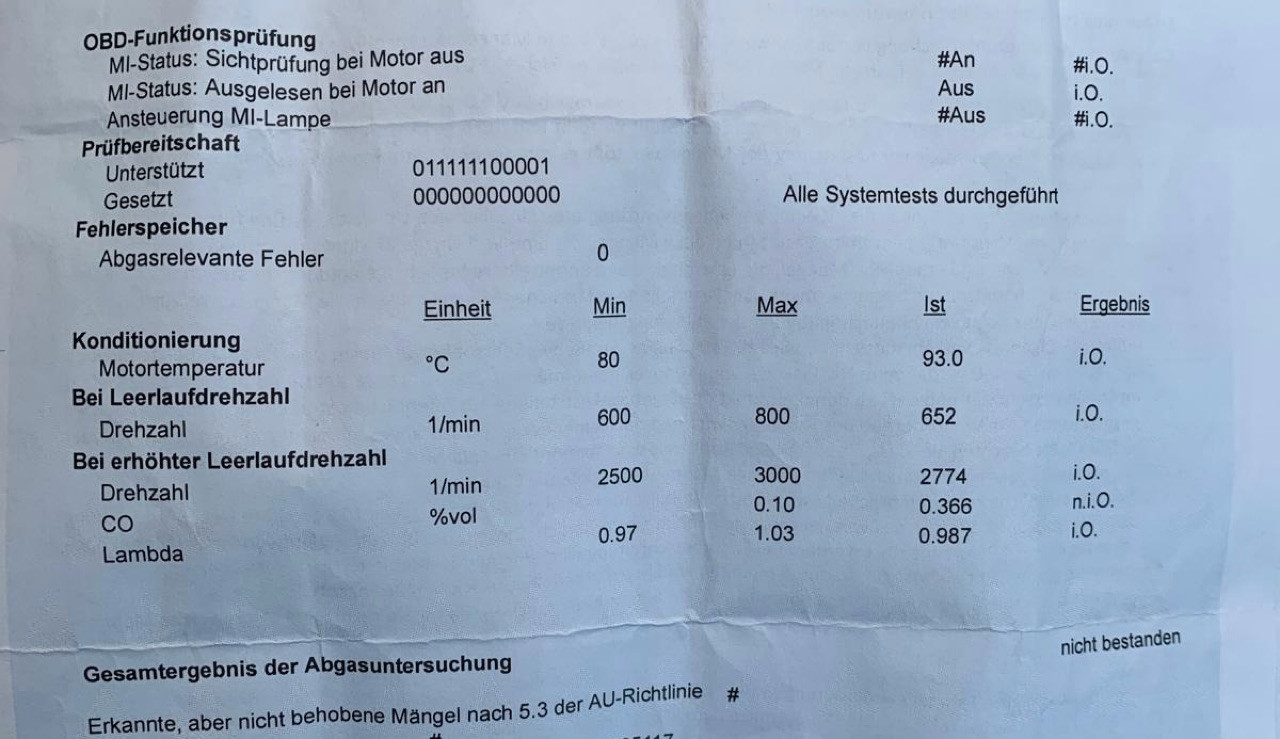 OBD-Funktionsprüfung
MI-Status: Sichtprüfung bei Motor aus #An #i.O.
MI-Status: Ausgelesen bei Motor an Aus i.O.
Ansteuerung MI-Lampe #Aus #i.O.
Prüfbereitschaft
Unterstützt 011111100001
Gesetzt 000000000000 Alle Systemtests durchgeführt
Fehlerspeicher
Abgasrelevante Fehler 0
Einheit Min Max Ist Ergebnis
Konditionierung
Motortemperatur °C 80 93.0 i.O.
Bei Leerlaufdrehzahl
Drehzahl 1/min 600 800 652 i.O.
Bei erhöhter Leerlaufdrehzahl
Drehzahl 1/min 2500 3000 2774 i.O.
CO %vol 0.10 0.366 n.i.O.
Lambda 0.97 1.03 0.987 i.O.
Gesamtergebnis der Abgasuntersuchung nicht bestanden
Erkannte, aber nicht behobene Mängel nach 5.3 der AU-Richtlinie #